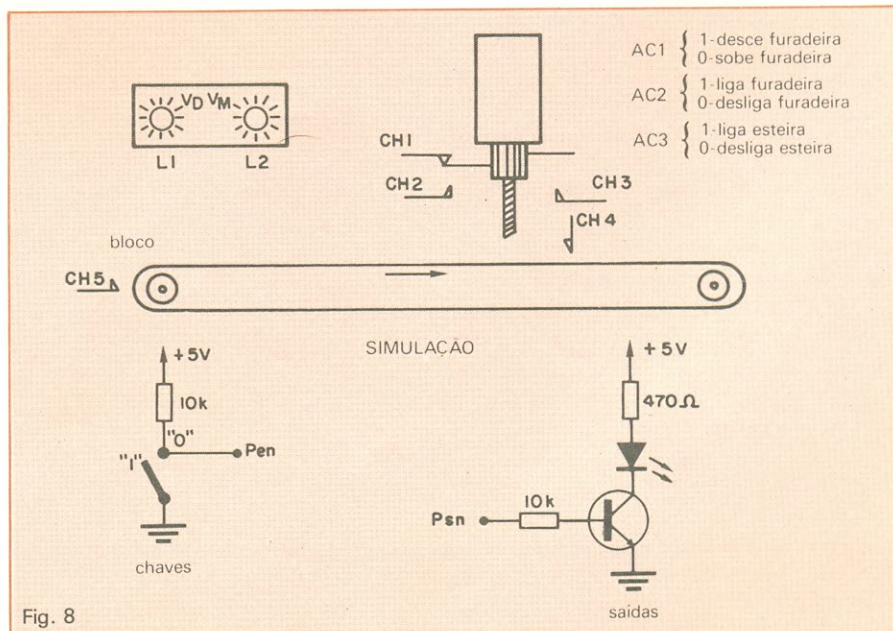 AC1 { 1-desce furadeira
0-sobe furadeira
AC2 { 1-liga furadeira
0-desliga furadeira
AC3 { 1-liga esteira
0-desliga esteira
VD VM
L1 L2
CH1
CH2
CH3
CH4
bloco
CH5
SIMULAÇÃO
+5V
10k
"0"
"1"
Pen
chaves
+5V
470Ω
10k
Psn
saídas
Fig. 8